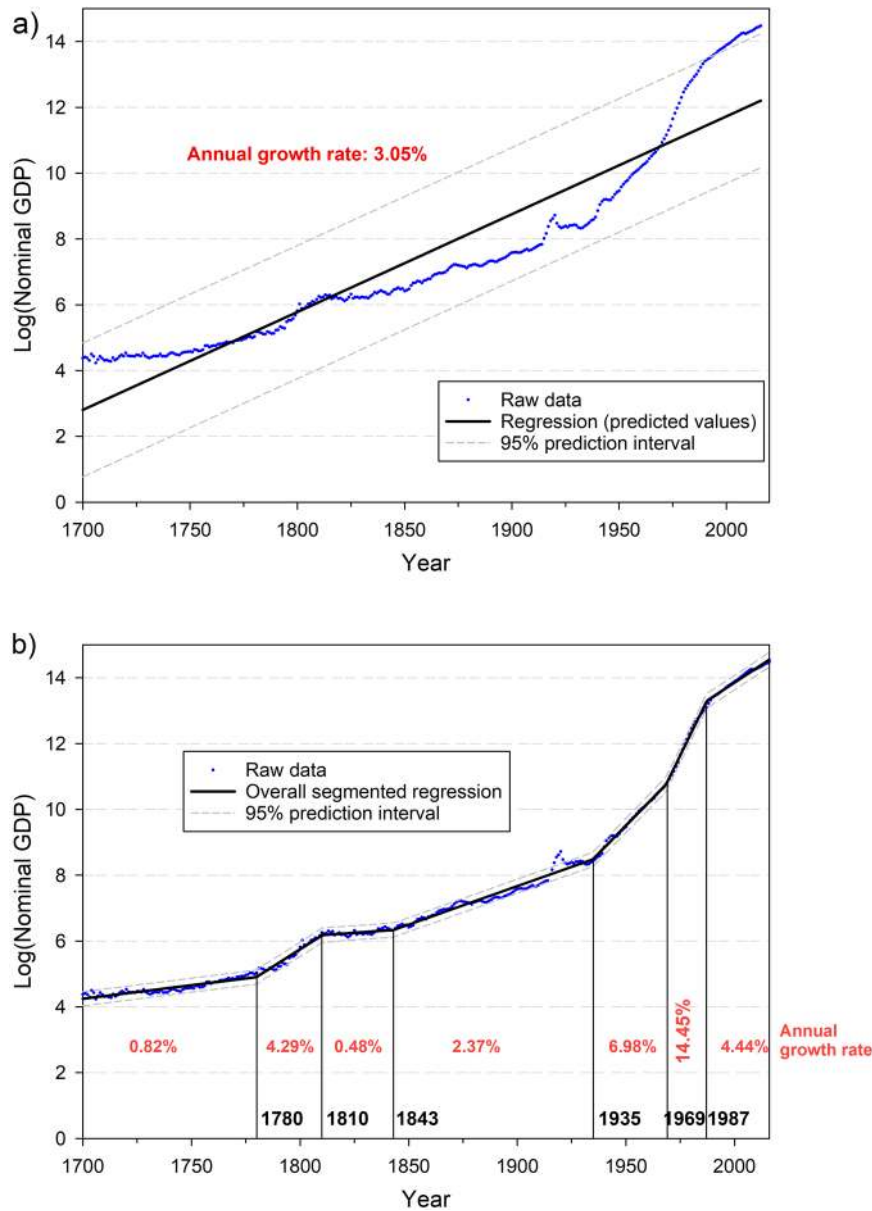 a)
14
12
10
8
6
4
2
0
Log(Nominal GDP)
Annual growth rate: 3.05%
Raw data
Regression (predicted values)
95% prediction interval
1700
1750
1800
1850
1900
1950
2000
Year
b)
14
12
10
8
6
4
2
0
Log(Nominal GDP)
Raw data
Overall segmented regression
95% prediction interval
0.82%
4.29%
0.48%
2.37%
6.98%
14.45%
4.44%
Annual
growth rate
1780
1810
1843
1935
1969
1987
1700
1750
1800
1850
1900
1950
2000
Year